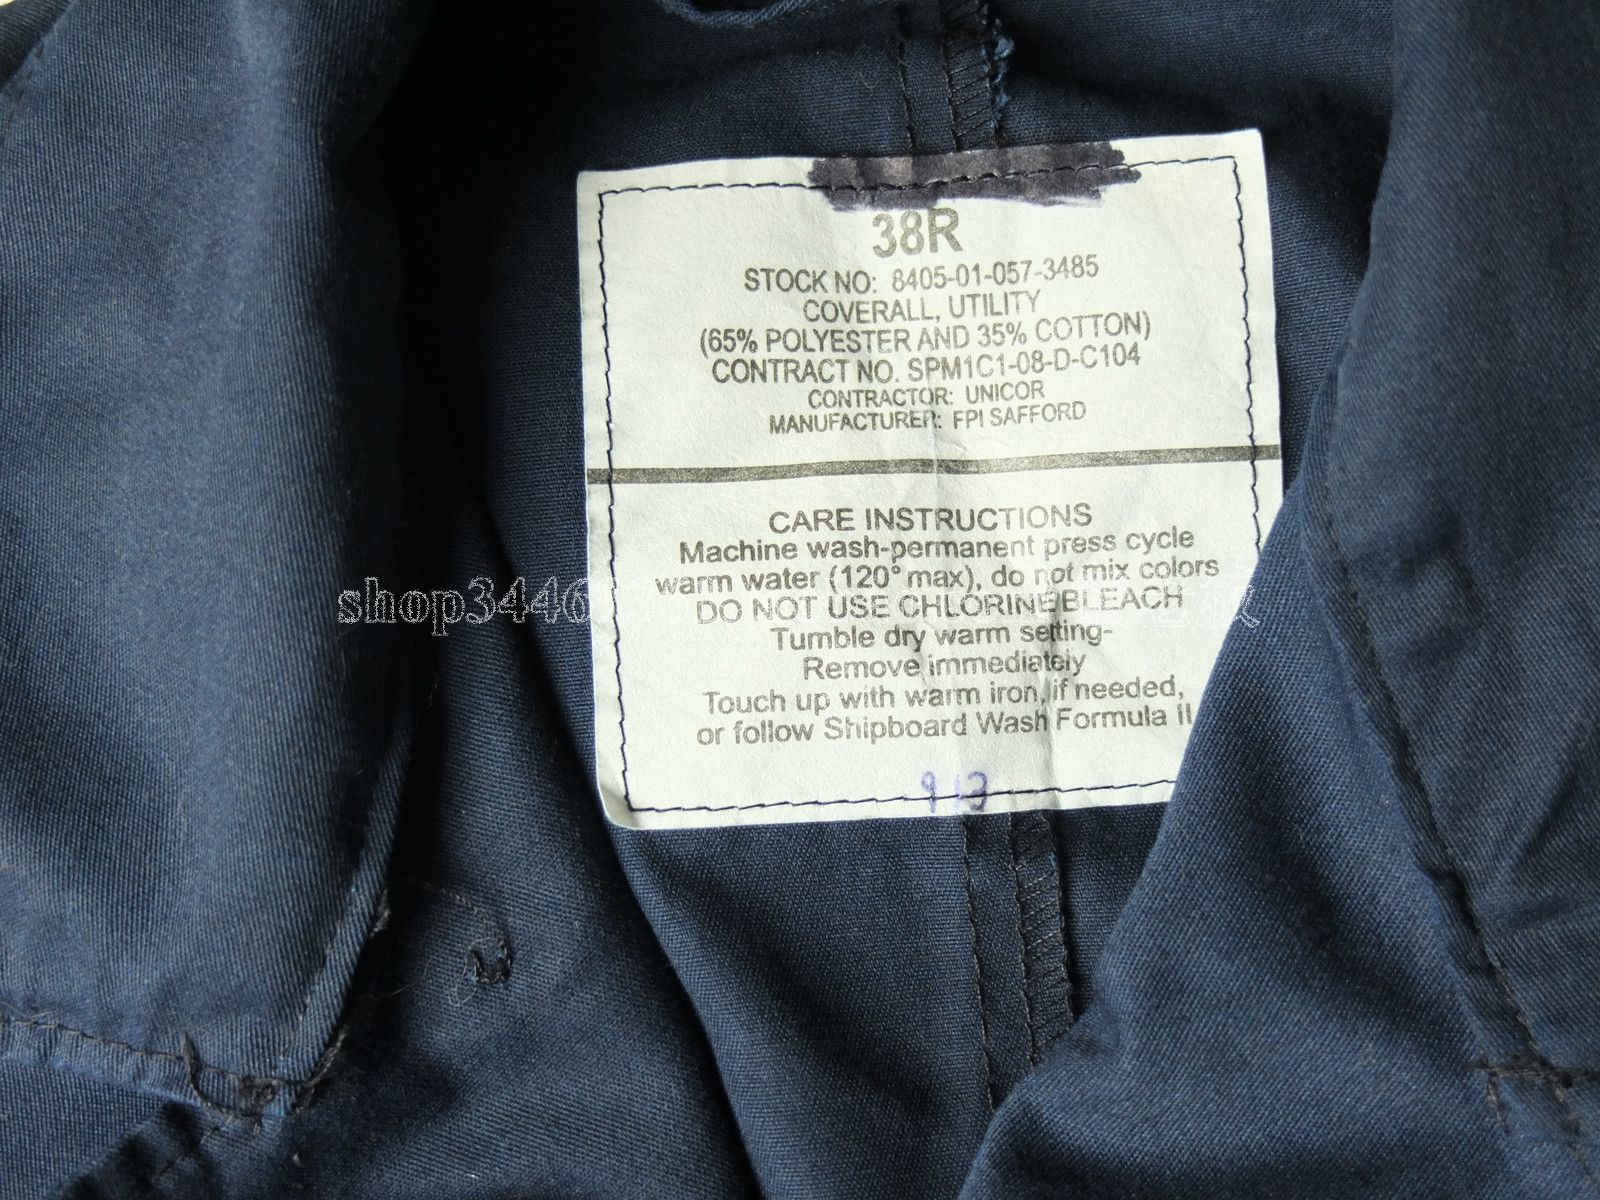 38R
STOCK NO: 8405-01-057-3485
COVERALL, UTILITY
(65% POLYESTER AND 35% COTTON)
CONTRACT NO. SPM1C1-08-D-C104
CONTRACTOR: UNICOR
MANUFACTURER: FPI SAFFORD
CARE INSTRUCTIONS
Machine wash-permanent press cycle
warm water (120° max), do not mix colors
shop3446
DO NOT USE CHLORINE BLEACH
Tumble dry warm setting-
Remove immediately
Touch up with warm iron, if needed,
or follow Shipboard Wash Formula II
913